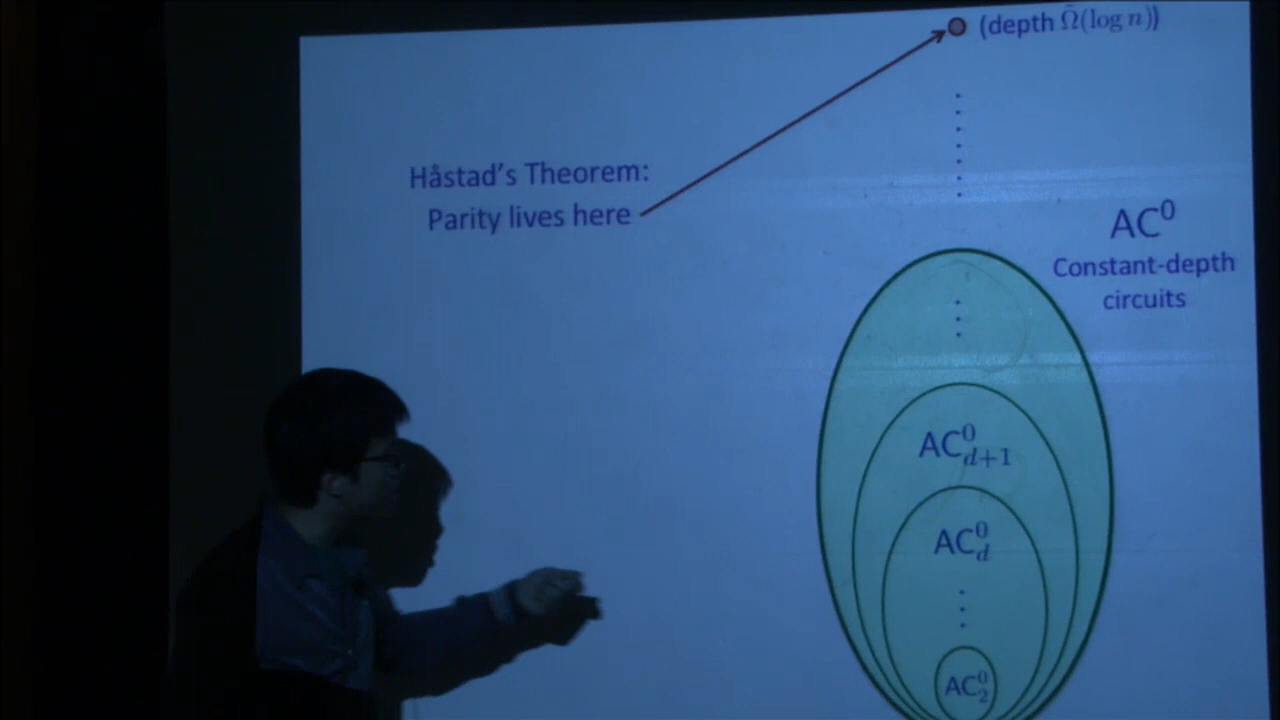 (depth Ω̃(log n))
Håstad's Theorem:
Parity lives here
AC⁰
Constant-depth
circuits
AC⁰_{d+1}
AC⁰_d
AC⁰_2